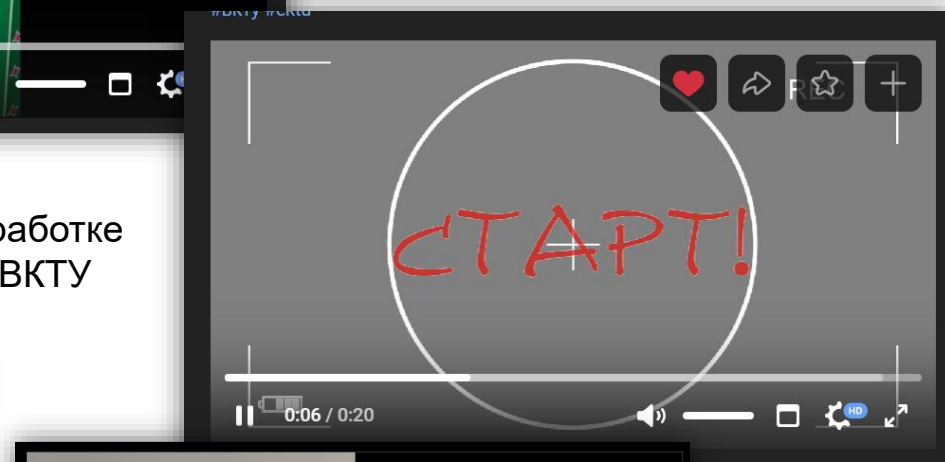 #ВКТУ #ektu
REC
работке
ВКТУ
СТАРТ!
0:06 / 0:20
HD